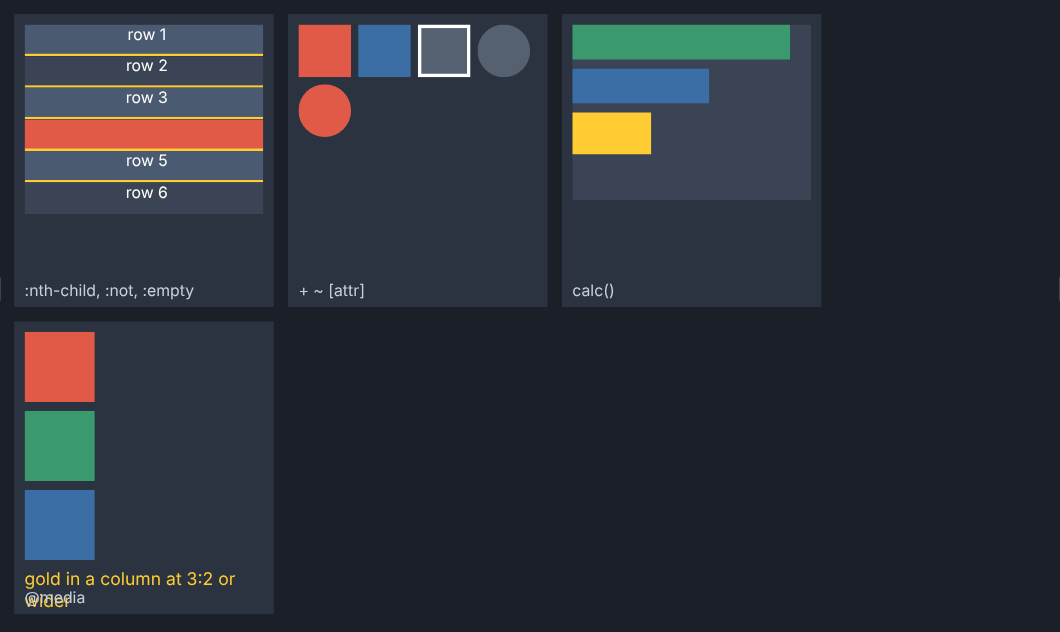 row 1
row 2
row 3
row 5
row 6
:nth-child, :not, :empty
+ ~ [attr]
calc()
gold in a column at 3:2 or
wider
@media